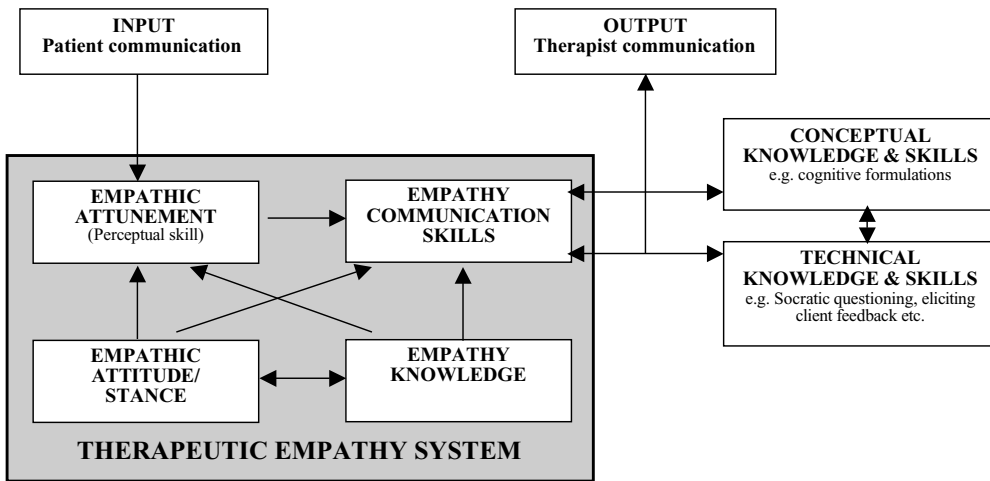 INPUT
Patient communication
OUTPUT
Therapist communication
CONCEPTUAL
KNOWLEDGE & SKILLS
e.g. cognitive formulations
EMPATHIC
ATTUNEMENT
(Perceptual skill)
EMPATHY
COMMUNICATION
SKILLS
TECHNICAL
KNOWLEDGE & SKILLS
e.g. Socratic questioning, eliciting
client feedback etc.
EMPATHIC
ATTITUDE/
STANCE
EMPATHY
KNOWLEDGE
THERAPEUTIC EMPATHY SYSTEM